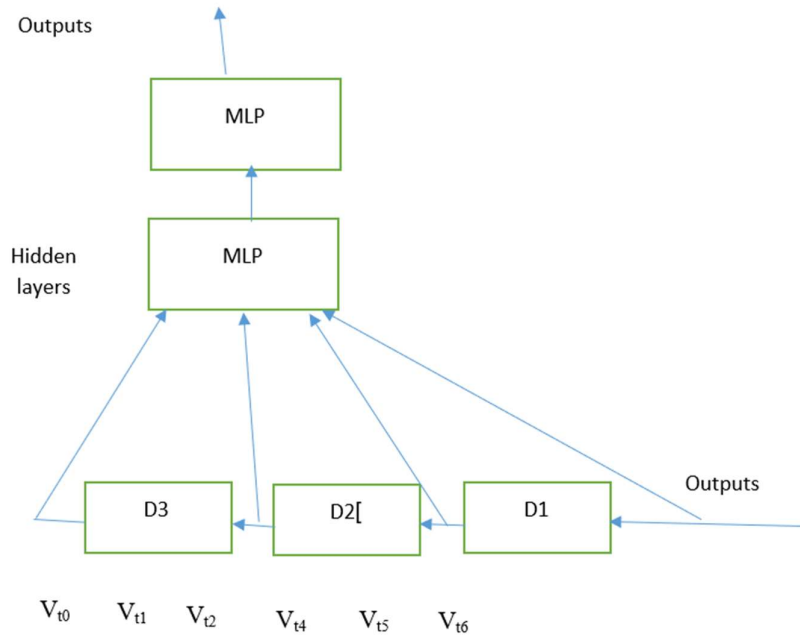 Outputs
MLP
MLP
Hidden
layers
Outputs
D3
D2[
D1
Vt0 Vt1 Vt2 Vt4 Vt5 Vt6